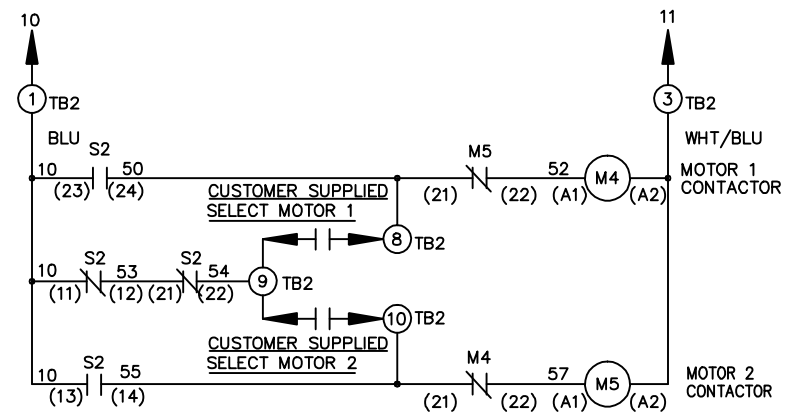 10 11
1 TB2 3 TB2
BLU WHT/BLU
S2 M5
10 50 52 M4 MOTOR 1
(23) (24) (21) (22) (A1) (A2) CONTACTOR
CUSTOMER SUPPLIED
SELECT MOTOR 1
8 TB2
S2 S2
10 53 54 9 TB2
(11) (12) (21) (22)
10 TB2
CUSTOMER SUPPLIED
SELECT MOTOR 2
S2 M4
10 55 57 M5 MOTOR 2
(13) (14) (21) (22) (A1) (A2) CONTACTOR